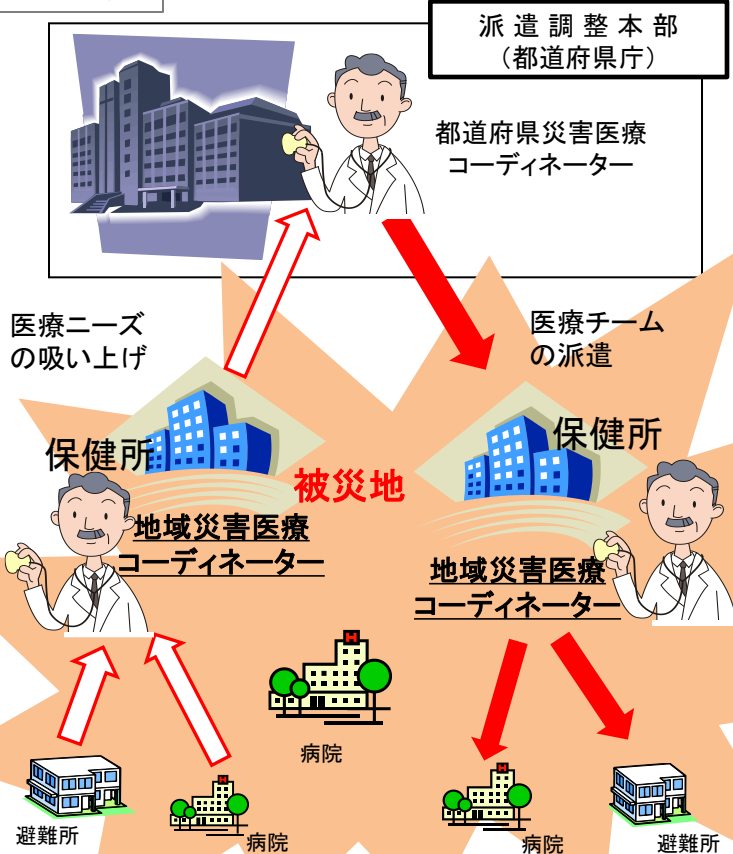 派遣調整本部
（都道府県庁）
都道府県災害医療
コーディネーター
医療ニーズ
の吸い上げ
医療チーム
の派遣
保健所
保健所
被災地
地域災害医療
コーディネーター
地域災害医療
コーディネーター
病院
避難所
病院
病院
避難所
H
H
H